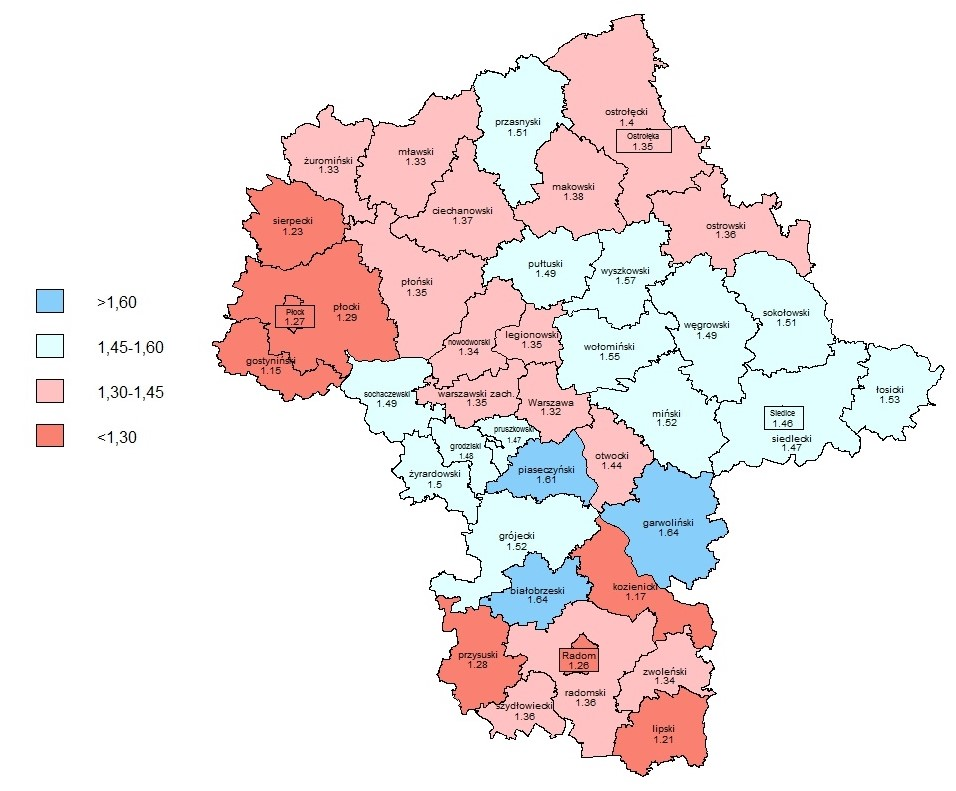 ostrołęcki
1.4
Ostrołęka
1.35
przasnyski
1.51
mławski
1.33
żuromiński
1.33
makowski
1.38
ciechanowski
1.37
sierpecki
1.23
ostrowski
1.36
pułtuski
1.49
wyszkowski
1.57
płoński
1.35
>1,60
1,45-1,60
1,30-1,45
<1,30
płocki
1.29
Płock
1.27
sokołowski
1.51
węgrowski
1.49
nowodworski
1.34
legionowski
1.35
wołomiński
1.55
gostyniński
1.15
sochaczewski
1.49
warszawski zach.
1.35
Warszawa
1.32
łosicki
1.53
miński
1.52
Siedlce
1.46
siedlecki
1.47
pruszkowski
1.47
grodziski
1.48
żyrardowski
1.5
piaseczyński
1.61
otwocki
1.44
garwoliński
1.64
grójecki
1.52
białobrzeski
1.64
kozienicki
1.17
przysuski
1.28
Radom
1.26
zwoleński
1.34
radomski
1.36
szydłowiecki
1.36
lipski
1.21